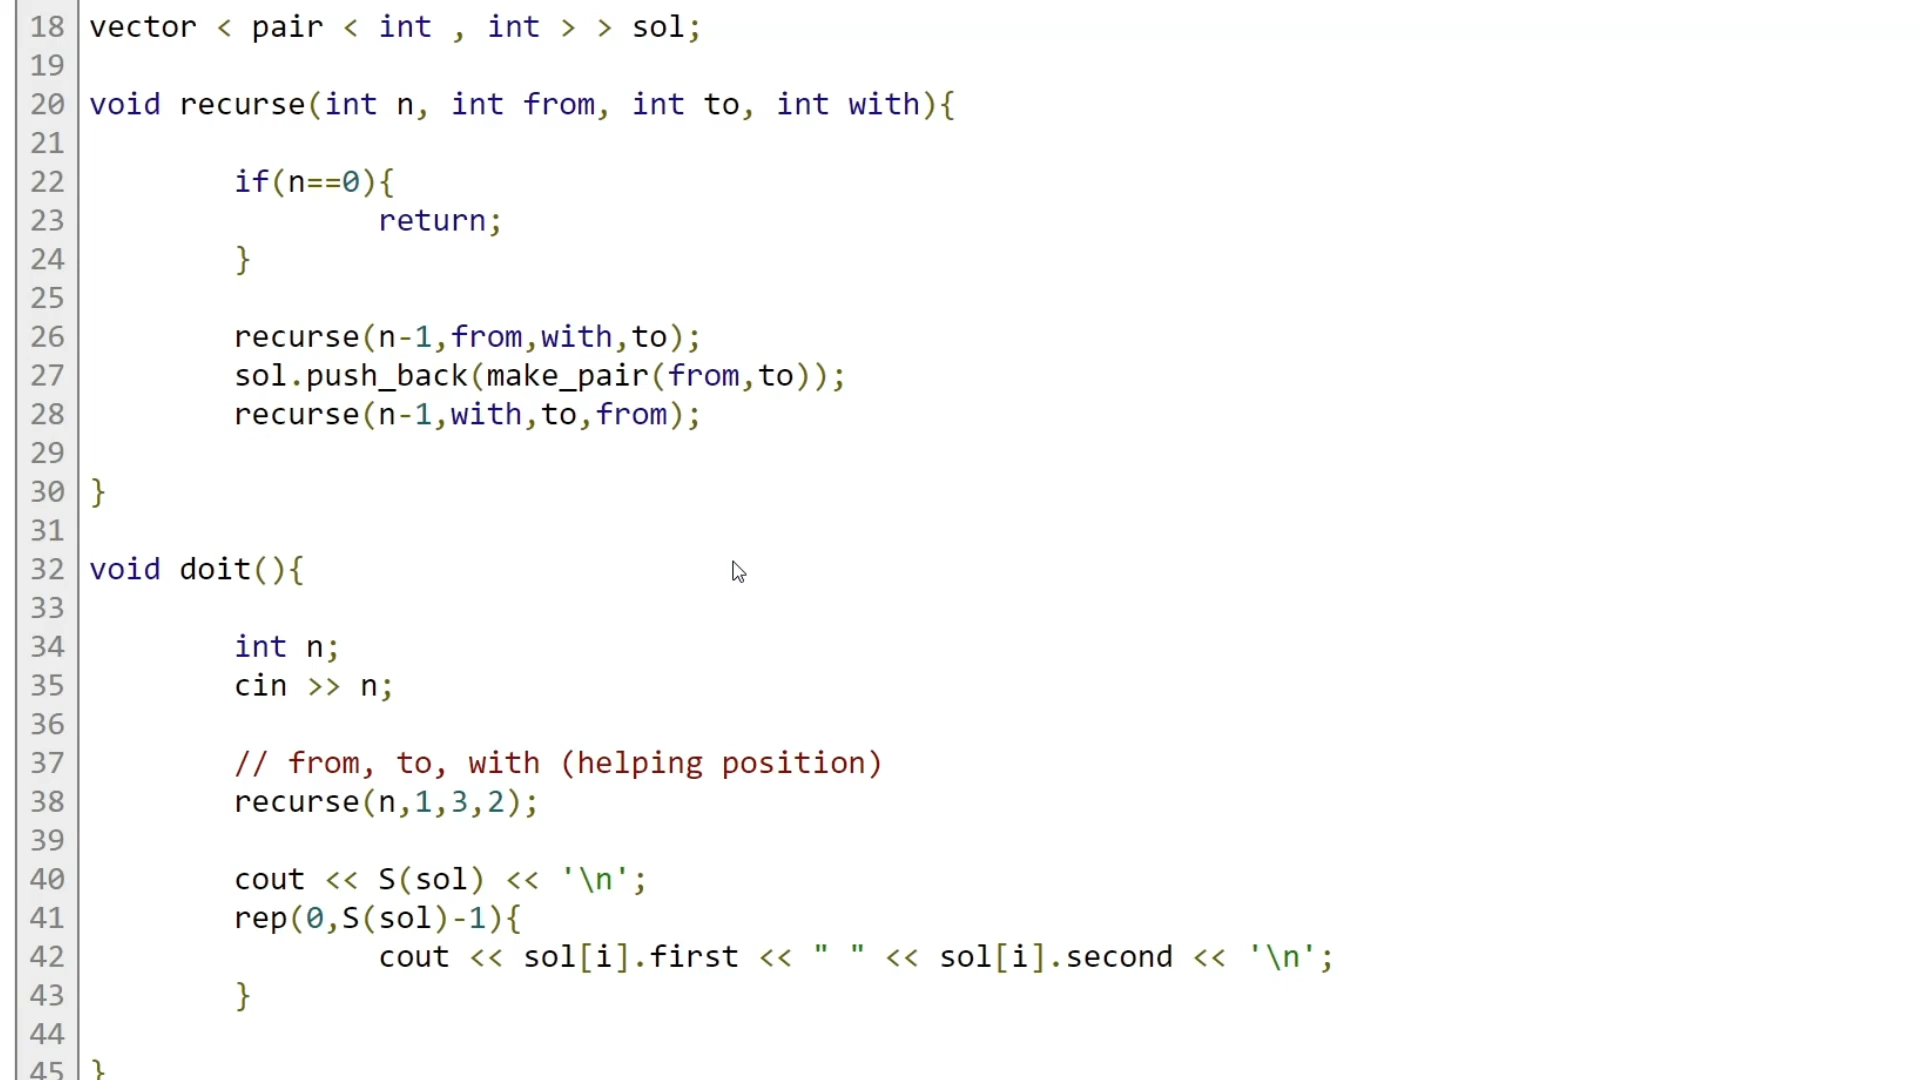 18 vector < pair < int , int > > sol;
19
20 void recurse(int n, int from, int to, int with){
21
22 if(n==0){
23 return;
24 }
25
26 recurse(n-1,from,with,to);
27 sol.push_back(make_pair(from,to));
28 recurse(n-1,with,to,from);
29
30 }
31
32 void doit(){
33
34 int n;
35 cin >> n;
36
37 // from, to, with (helping position)
38 recurse(n,1,3,2);
39
40 cout << S(sol) << '\n';
41 rep(0,S(sol)-1){
42 cout << sol[i].first << " " << sol[i].second << '\n';
43 }
44
45 }